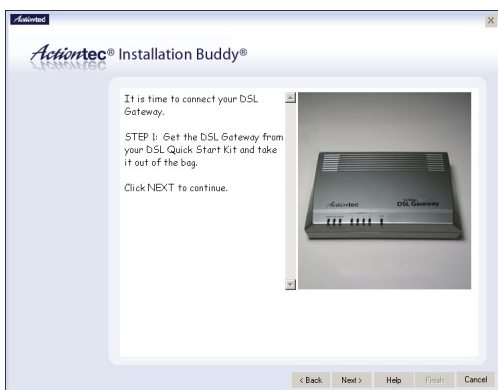 Actiontec
Actiontec® Installation Buddy®
It is time to connect your DSL
Gateway.
STEP 1: Get the DSL Gateway from
your DSL Quick Start Kit and take
it out of the bag.
Click NEXT to continue.
Actiontec
DSL Gateway
< Back
Next >
Help
Finish
Cancel